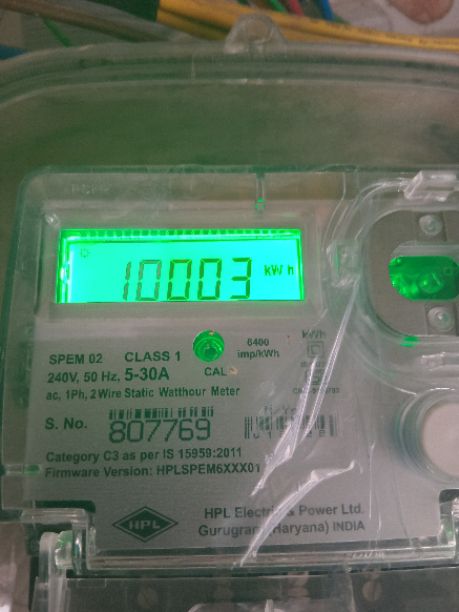 10003 kWh
SPEM 02 CLASS 1
CAL
6400
imp/kWh
kWh
240V, 50 Hz, 5-30A
ac, 1Ph, 2 Wire Static Watthour Meter
S. No. 807769
Category C3 as per IS 15959:2011
Firmware Version: HPLSPEM6XXX01
HPL
HPL Electric & Power Ltd.
Gurugram (Haryana) INDIA